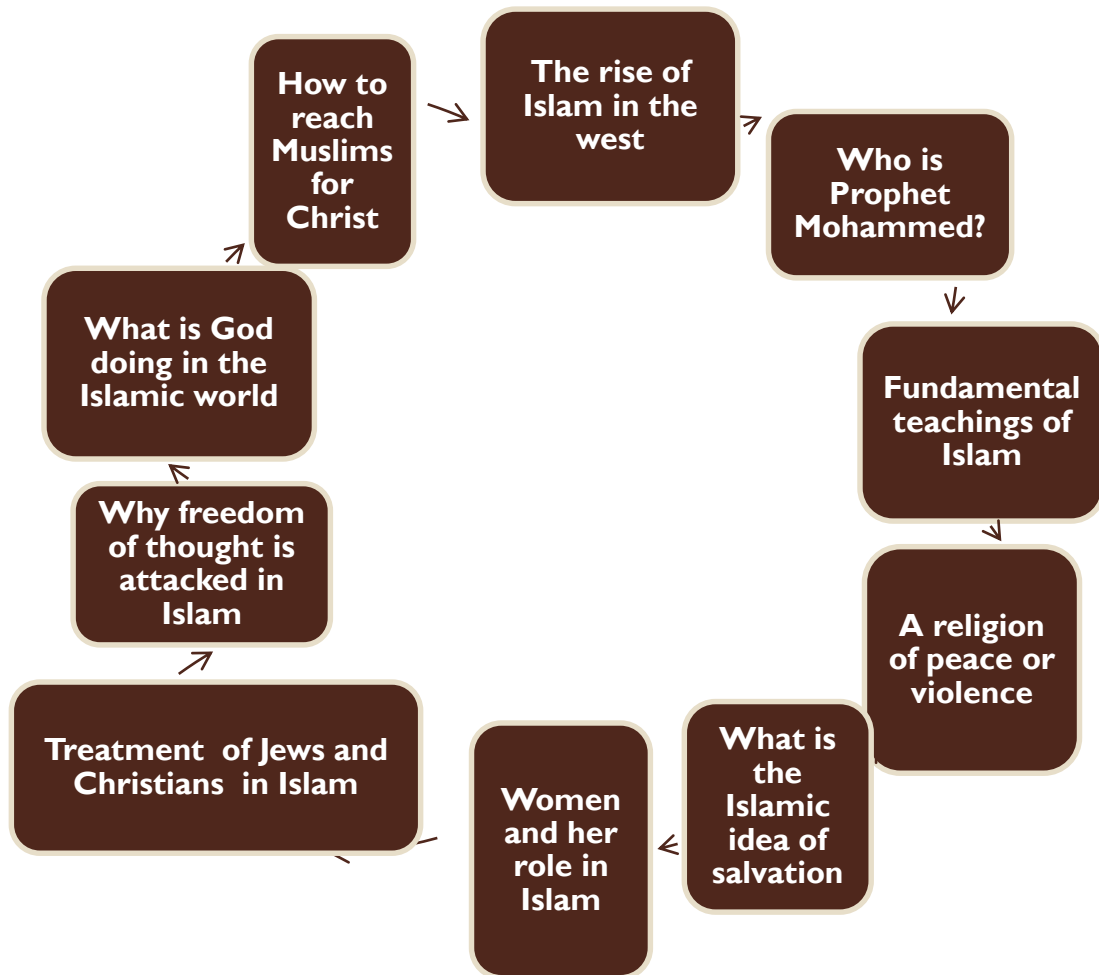 How to
reach
Muslims
for
Christ
The rise of
Islam in the
west
Who is
Prophet
Mohammed?
Fundamental
teachings of
Islam
A religion
of peace or
violence
What is
the
Islamic
idea of
salvation
Women
and her
role in
Islam
Treatment  of Jews and
Christians  in Islam
Why freedom
of thought is
attacked in
Islam
What is God
doing in the
Islamic world